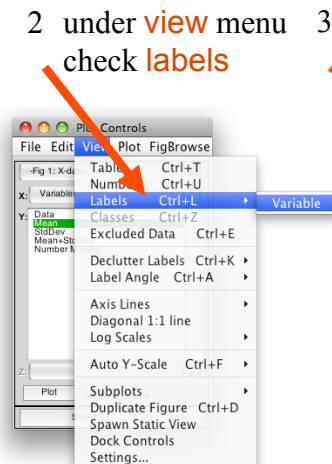 2 under view menu 3
check labels
Plot Controls
File Edit View Plot FigBrowse
-Fig 1: X-da
X: Variable
Y: Data
Mean
StdDev
Mean+Std
Number M
Z:
Plot
Table Ctrl+T
Numb Ctrl+U
Labels Ctrl+L
Variable
Classes Ctrl+Z
Excluded Data Ctrl+E
Declutter Labels Ctrl+K
Label Angle Ctrl+A
Axis Lines
Diagonal 1:1 line
Log Scales
Auto Y-Scale Ctrl+F
Subplots
Duplicate Figure Ctrl+D
Spawn Static View
Dock Controls
Settings...